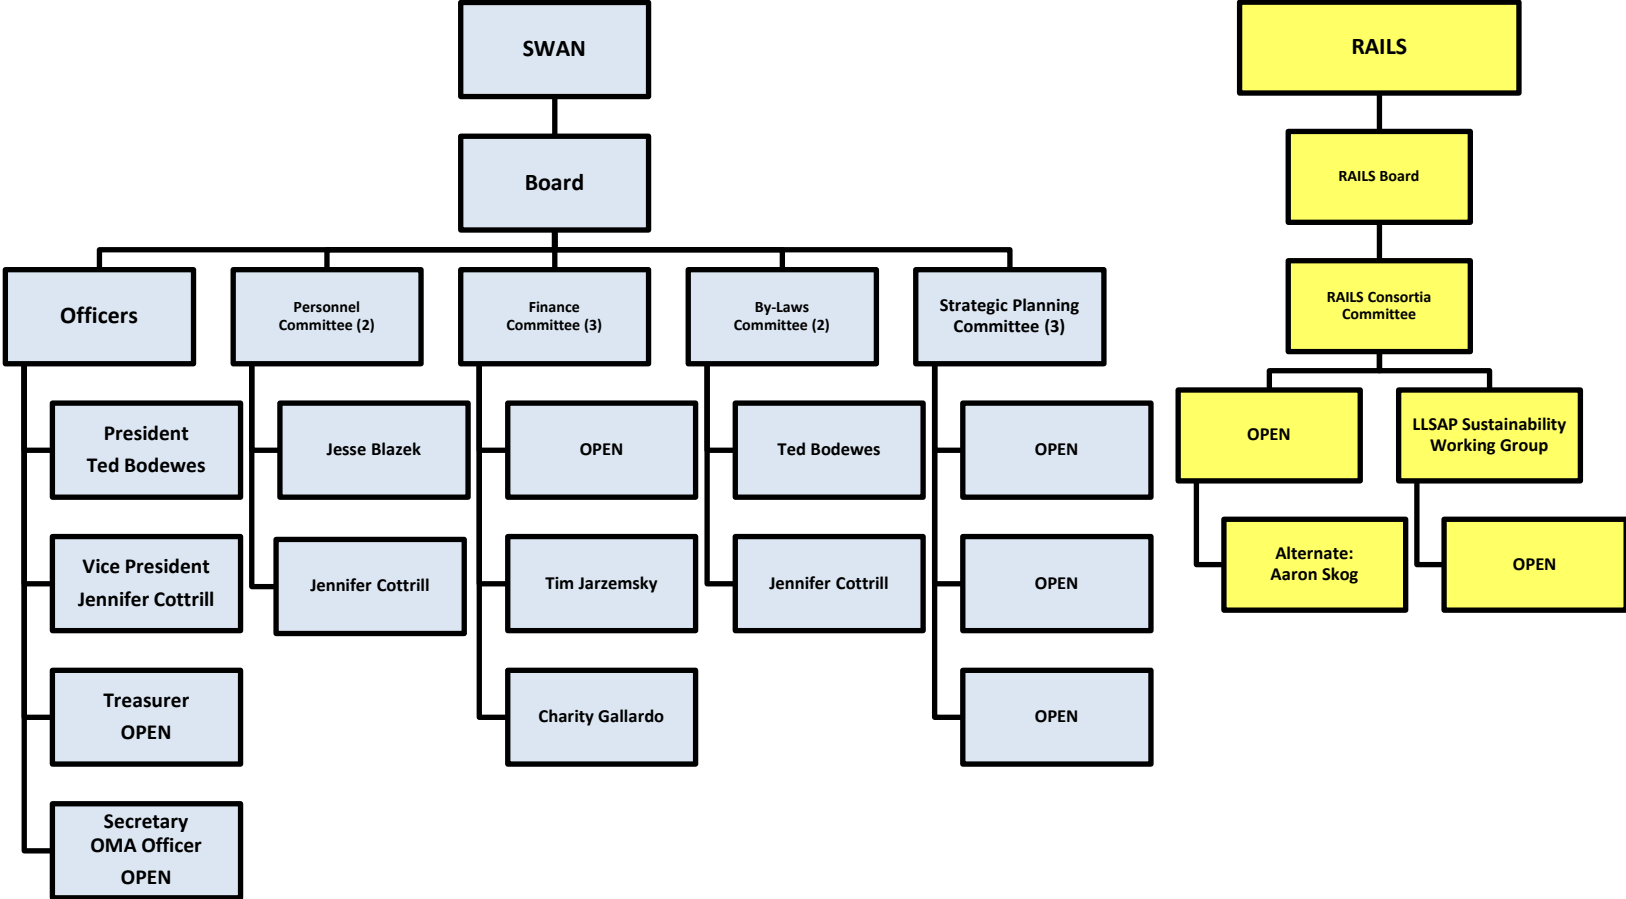 SWAN
Board
Officers
President
Ted Bodewes
Vice President
Jennifer Cottrill
Treasurer
OPEN
Secretary
OMA Officer
OPEN
Personnel
Committee (2)
Jesse Blazek
Jennifer Cottrill
Finance
Committee (3)
OPEN
Tim Jarzemsky
Charity Gallardo
By-Laws
Committee (2)
Ted Bodewes
Jennifer Cottrill
Strategic Planning
Committee (3)
OPEN
OPEN
OPEN
RAILS
RAILS Board
RAILS Consortia
Committee
OPEN
Alternate:
Aaron Skog
LLSAP Sustainability
Working Group
OPEN